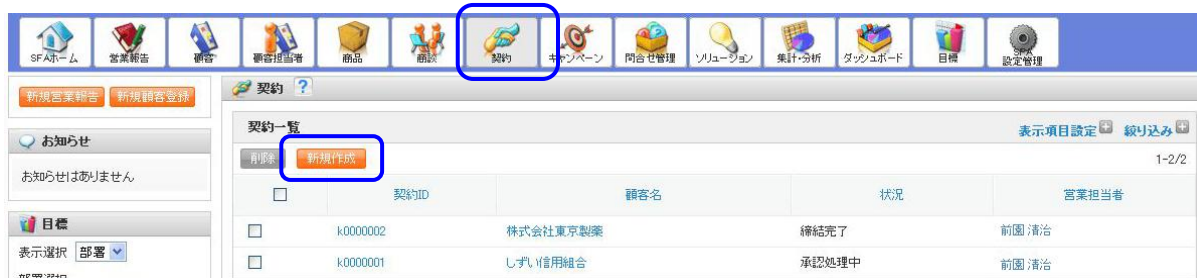 SFAホーム 営業報告 顧客 顧客担当者 商品 商談 契約 キャンペーン 問合せ管理 ソリューション 集計・分析 ダッシュボード 目標 SFA設定管理
新規営業報告 新規顧客登録
契約 ?
お知らせ
お知らせはありません
目標
表示選択 部署
部署選択
契約一覧
表示項目設定 絞り込み
削除 新規作成
1-2/2
契約ID 顧客名 状況 営業担当者
k0000002 株式会社東京製薬 締結完了 前園 清治
k0000001 しずい信用組合 承認処理中 前園 清治